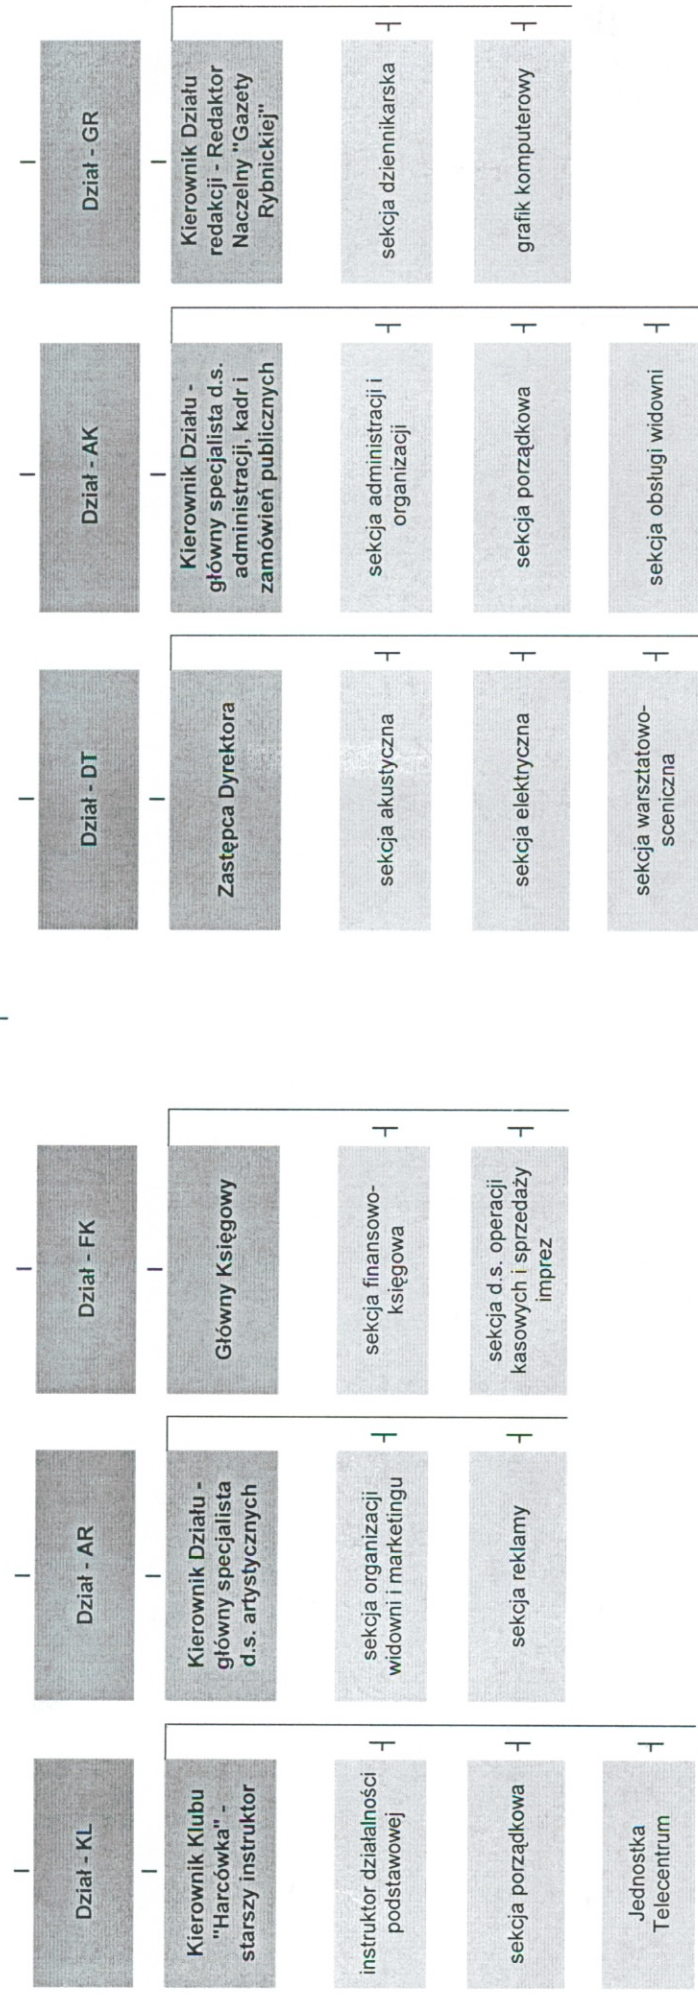 Dział - KL
Kierownik Klubu
"Harcówka" -
starszy instruktor
instruktor działalności
podstawowej
sekcja porządkowa
Jednostka
Telecentrum
Dział - AR
Kierownik Działu -
główny specjalista
d.s. artystycznych
sekcja organizacji
widowni i marketingu
sekcja reklamy
Dział - FK
Główny Księgowy
sekcja finansowo-
księgowa
sekcja d.s. operacji
kasowych i sprzedaży
imprez
Dział - DT
Zastępca Dyrektora
sekcja akustyczna
sekcja elektryczna
sekcja warsztatowo-
sceniczna
Dział - AK
Kierownik Działu -
główny specjalista d.s.
administracji, kadr i
zamówień publicznych
sekcja administracji i
organizacji
sekcja porządkowa
sekcja obsługi widowni
Dział - GR
Kierownik Działu
redakcji - Redaktor
Naczelny "Gazety
Rybnickiej"
sekcja dziennikarska
grafik komputerowy